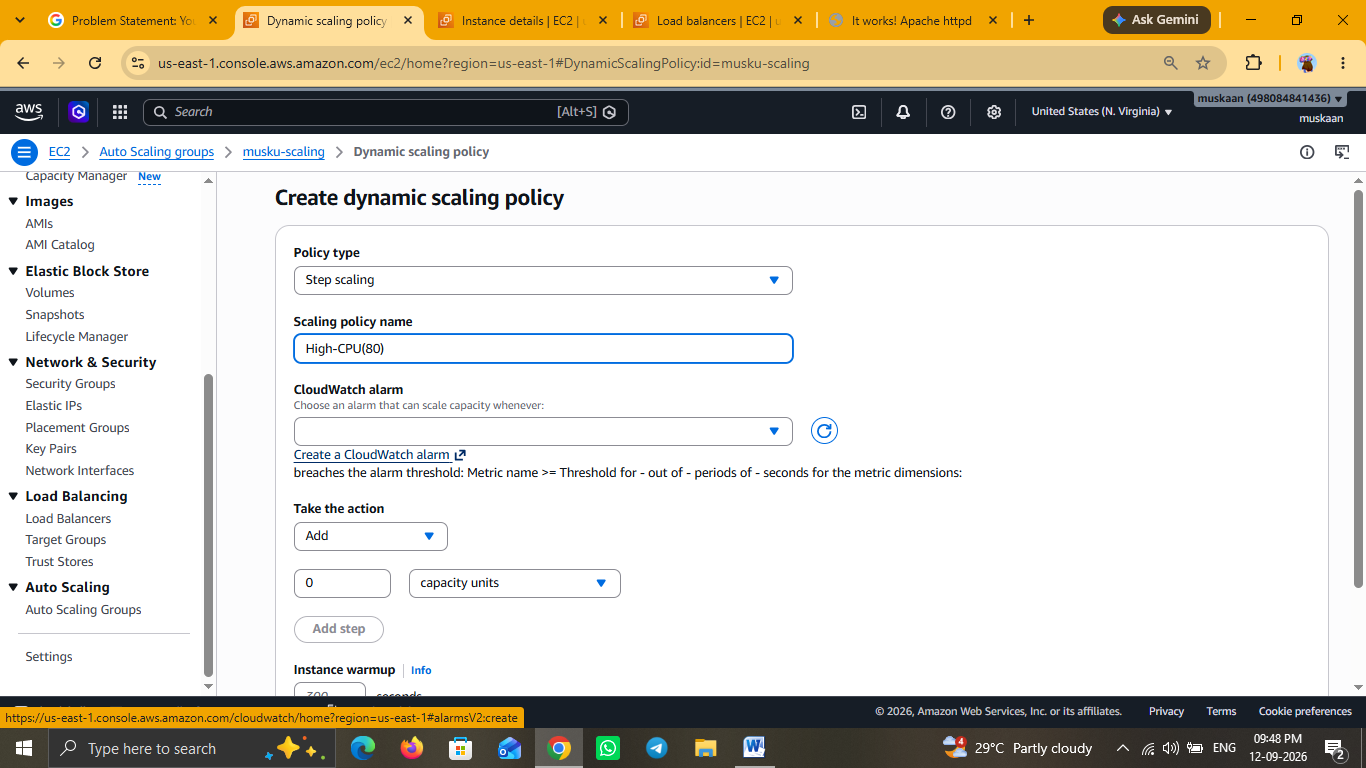 Problem Statement: You
Dynamic scaling policy
Instance details | EC2 | u
Load balancers | EC2 | u
It works! Apache httpd
Ask Gemini
us-east-1.console.aws.amazon.com/ec2/home?region=us-east-1#DynamicScalingPolicy:id=musku-scaling
aws
Search
[Alt+S]
United States (N. Virginia)
muskaan (498084841436)
muskaan
EC2
Auto Scaling groups
musku-scaling
Dynamic scaling policy
Capacity Manager New
Images
AMIs
AMI Catalog
Elastic Block Store
Volumes
Snapshots
Lifecycle Manager
Network & Security
Security Groups
Elastic IPs
Placement Groups
Key Pairs
Network Interfaces
Load Balancing
Load Balancers
Target Groups
Trust Stores
Auto Scaling
Auto Scaling Groups
Settings
Create dynamic scaling policy
Policy type
Step scaling
Scaling policy name
High-CPU(80)
CloudWatch alarm
Choose an alarm that can scale capacity whenever:
Create a CloudWatch alarm
breaches the alarm threshold: Metric name >= Threshold for - out of - periods of - seconds for the metric dimensions:
Take the action
Add
0
capacity units
Add step
Instance warmup
Info
300 seconds
https://us-east-1.console.aws.amazon.com/cloudwatch/home?region=us-east-1#alarmsV2:create
© 2026, Amazon Web Services, Inc. or its affiliates.
Privacy
Terms
Cookie preferences
Type here to search
29°C Partly cloudy
4
ENG
09:48 PM
12-09-2026
2